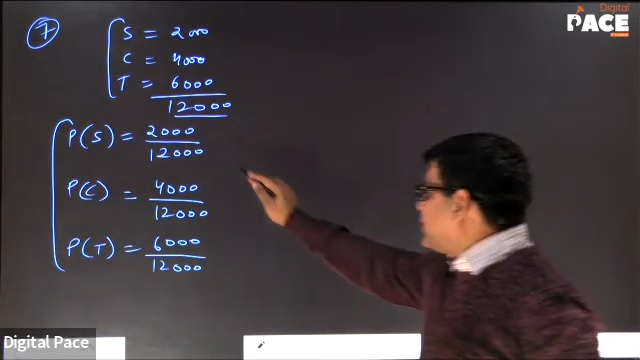 7
S = 2000
C = 4000
T = 6000
12000
P(S) = 2000/12000
P(C) = 4000/12000
P(T) = 6000/12000
Digital
PACE
Digital Pace